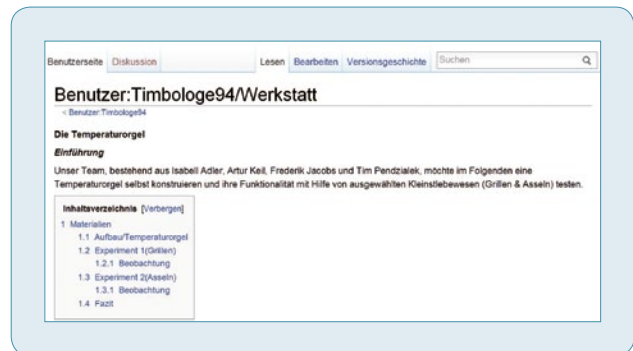 Benutzerseite Diskussion Lesen Bearbeiten Versionsgeschichte Suchen
Benutzer:Timbologe94/Werkstatt
< Benutzer:Timbologe94
Die Temperaturorgel
Einführung
Unser Team, bestehend aus Isabell Adler, Artur Keil, Frederik Jacobs und Tim Pendzialek, möchte im Folgenden eine
Temperaturorgel selbst konstruieren und ihre Funktionalität mit Hilfe von ausgewählten Kleinstlebewesen (Grillen & Asseln) testen.
Inhaltsverzeichnis [Verbergen]
1 Materialien
1.1 Aufbau/Temperaturorgel
1.2 Experiment 1(Grillen)
1.2.1 Beobachtung
1.3 Experiment 2(Asseln)
1.3.1 Beobachtung
1.4 Fazit